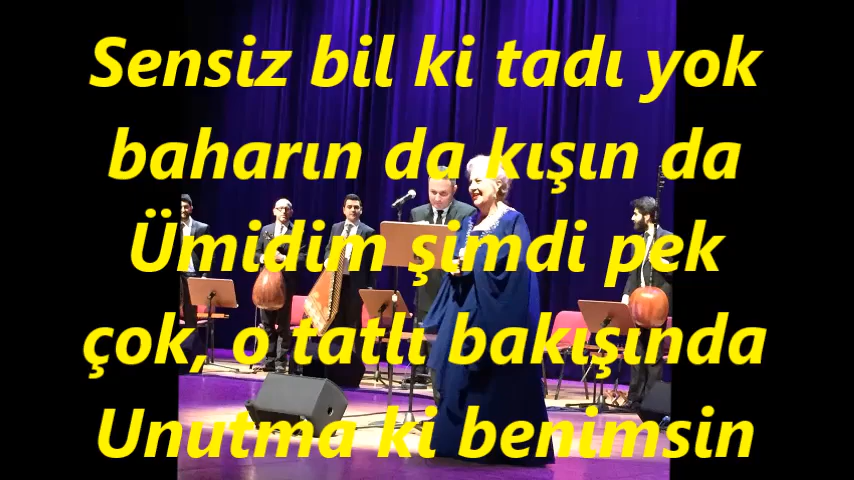 Sensiz bil ki tadı yok
baharın da kışın da
Ümidim şimdi pek
çok, o tatlı bakışında
Unutma ki benimsin